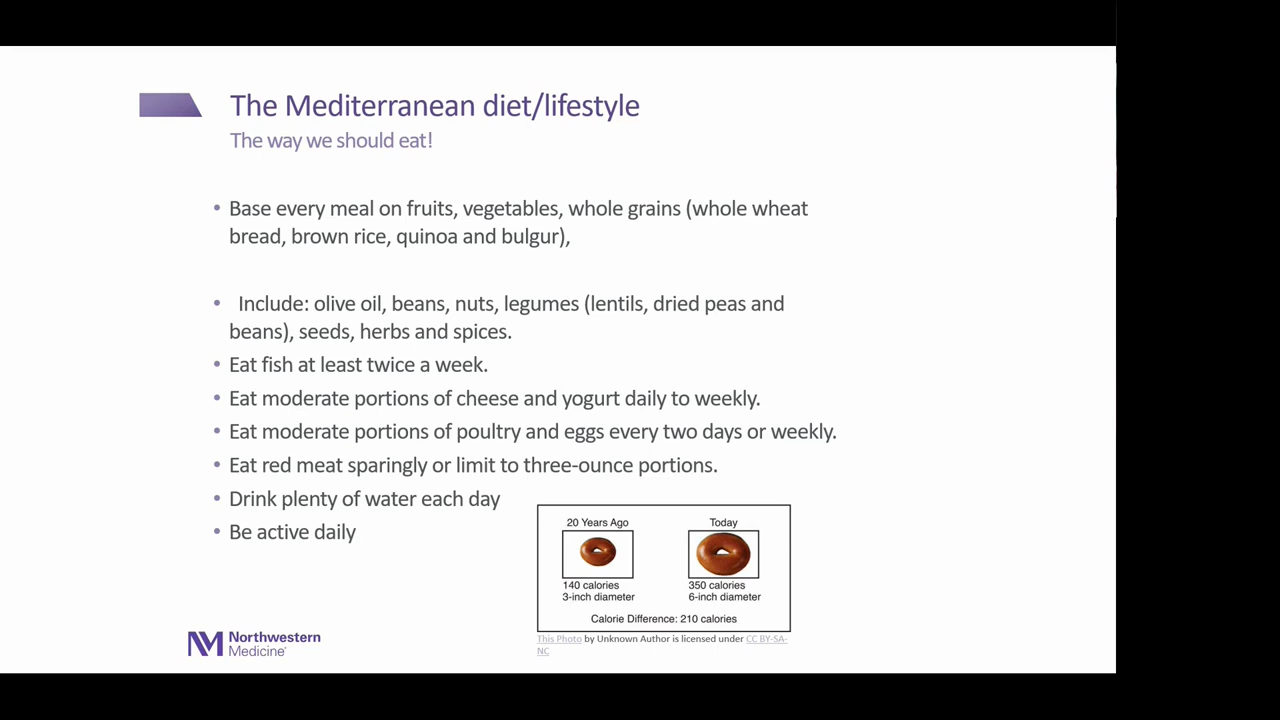 The Mediterranean diet/lifestyle
The way we should eat!
• Base every meal on fruits, vegetables, whole grains (whole wheat
bread, brown rice, quinoa and bulgur),
• Include: olive oil, beans, nuts, legumes (lentils, dried peas and
beans), seeds, herbs and spices.
• Eat fish at least twice a week.
• Eat moderate portions of cheese and yogurt daily to weekly.
• Eat moderate portions of poultry and eggs every two days or weekly.
• Eat red meat sparingly or limit to three-ounce portions.
• Drink plenty of water each day
• Be active daily
20 Years Ago
140 calories
3-inch diameter
Today
350 calories
6-inch diameter
Calorie Difference: 210 calories
This Photo by Unknown Author is licensed under CC BY-SA-
NC
Northwestern
Medicine